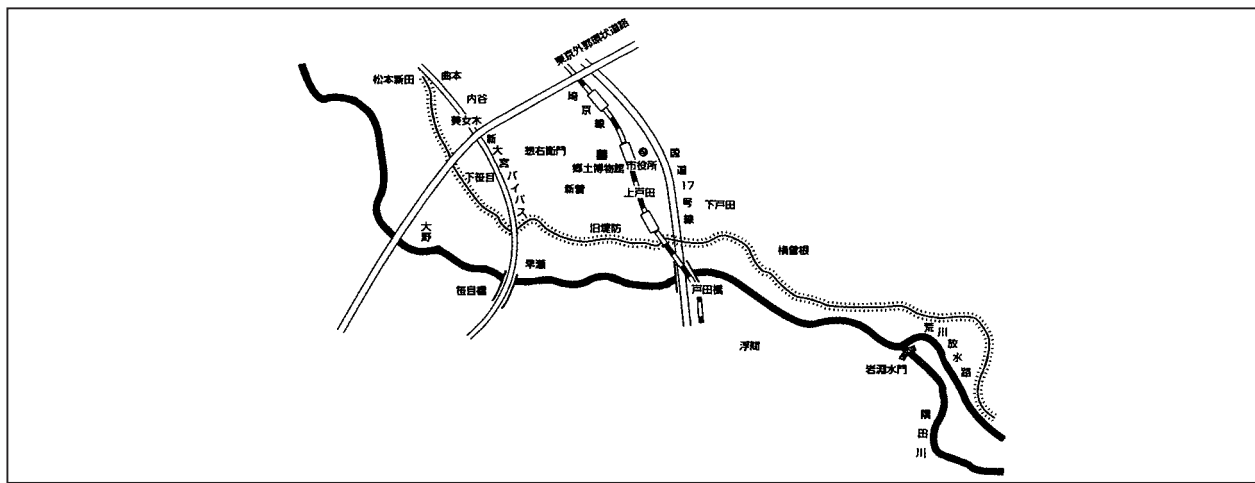 東京外郭環状道路
松本新田
曲本
内谷
美女木
埼京線
新大宮バイパス
惣右衛門
郷土博物館
市役所
国道17号線
下笹目
新曽
上戸田
下戸田
大野
旧堤防
横曽根
早瀬
笹目橋
戸田橋
浮間
荒川放水路
岩淵水門
隅田川